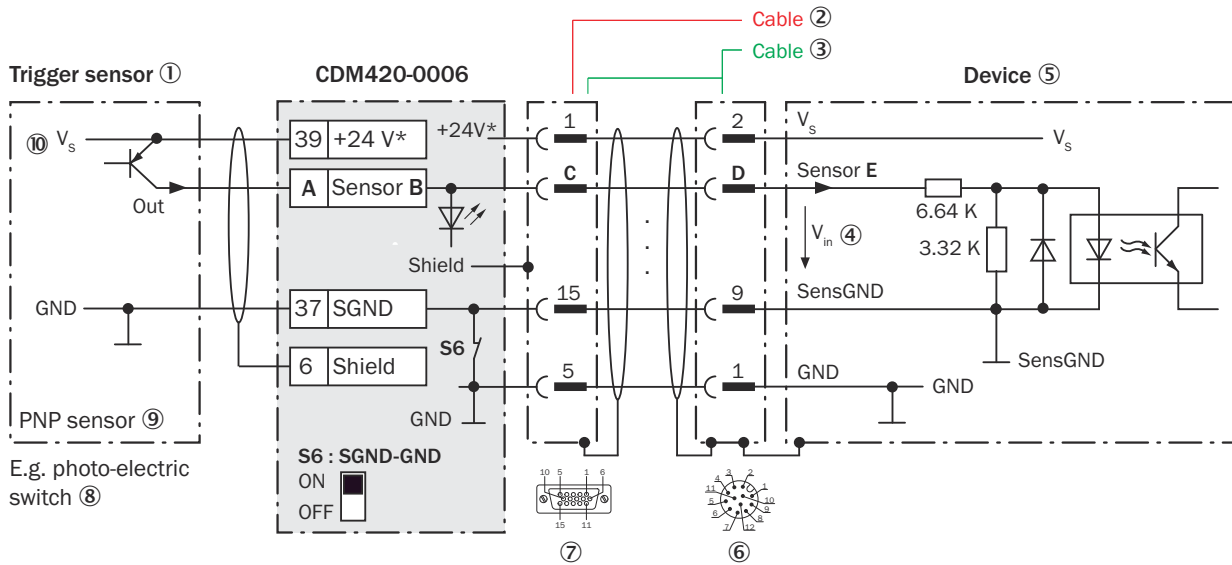 Cable ②
Cable ③
Trigger sensor ①
CDM420-0006
Device ⑤
⑩ Vs
39 +24 V*
+24V*
1
2
Vs
Vs
A Sensor B
C
D
Sensor E
Out
6.64 K
Vin ④
3.32 K
Shield
GND
37 SGND
15
9
SensGND
S6
6 Shield
5
1
GND
GND
SensGND
GND
PNP sensor ⑨
E.g. photo-electric
switch ⑧
S6 : SGND-GND
ON
OFF
10 5 1 6
15 11
3 2
4 1
11 10
5 9
6 8
7 12
⑦
⑥